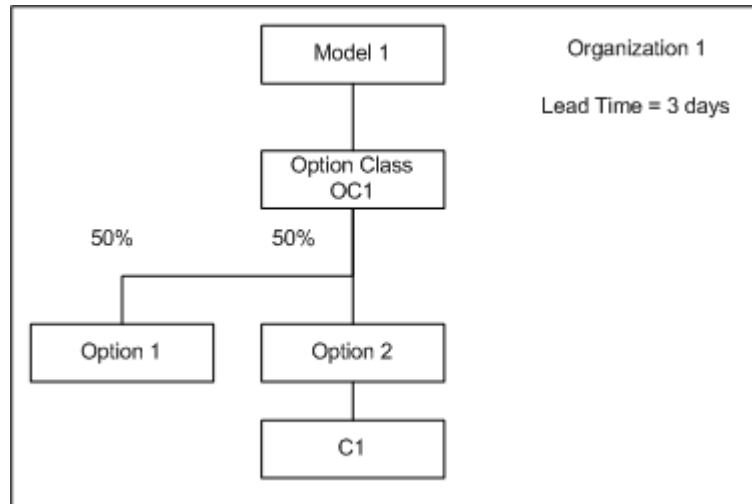 Model 1
Organization 1
Lead Time = 3 days
Option Class
OC1
50%
50%
Option 1
Option 2
C1